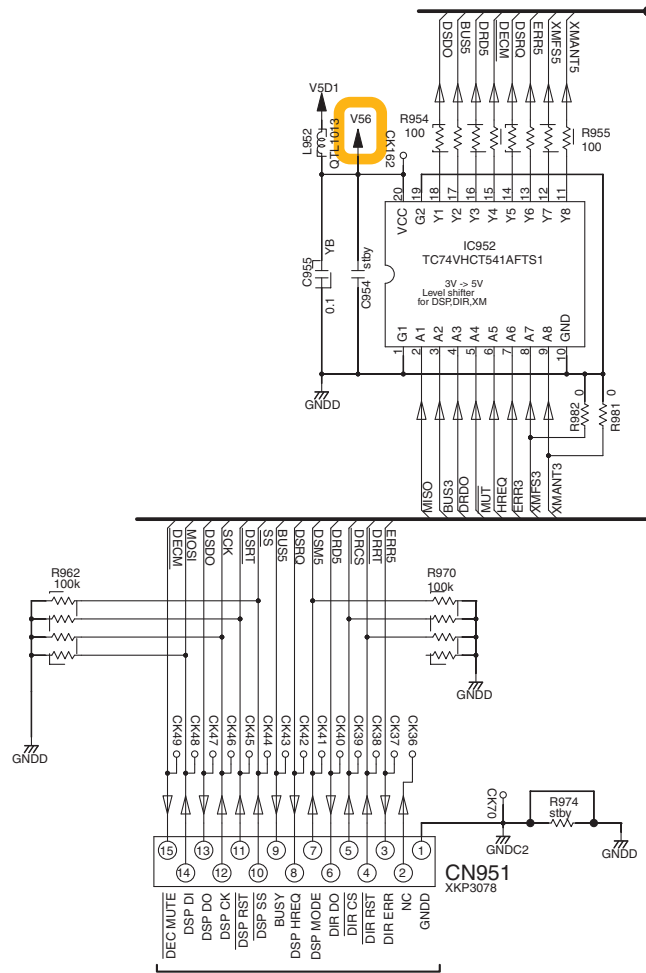 DSDO
BUS5
DRD5
DECM
DSRQ
ERR5
XMFS5
XMANT5
V5D1
V56
L952
QTL1013
CK162
R954
100
R955
100
20
19
18
17
16
15
14
13
12
11
VCC
G2
Y1
Y2
Y3
Y4
Y5
Y6
Y7
Y8
IC952
TC74VHCT541AFTS1
3V -> 5V
Level shifter
for DSP,DIR,XM
C955
YB
0.1
C954
stby
G1
A1
A2
A3
A4
A5
A6
A7
A8
GND
1
2
3
4
5
6
7
8
9
10
GNDD
R982
0
R981
0
MISO
BUS3
DRDO
MUT
HREQ
ERR3
XMFS3
XMANT3
DECM
MOSI
DSDO
SCK
DSRT
SS
BUS5
DSRQ
DSM5
DRD5
DRCS
DRRT
ERR5
R962
100k
R970
100k
GNDD
GNDD
CK49
CK48
CK47
CK46
CK45
CK44
CK43
CK42
CK41
CK40
CK39
CK38
CK37
CK36
CK70
R974
stby
GNDC2
GNDD
15
14
13
12
11
10
9
8
7
6
5
4
3
2
1
CN951
XKP3078
DEC MUTE
DSP DI
DSP DO
DSP CK
DSP RST
DSP SS
BUSY
DSP HREQ
DSP MODE
DIR DO
DIR CS
DIR RST
DIR ERR
NC
GNDD